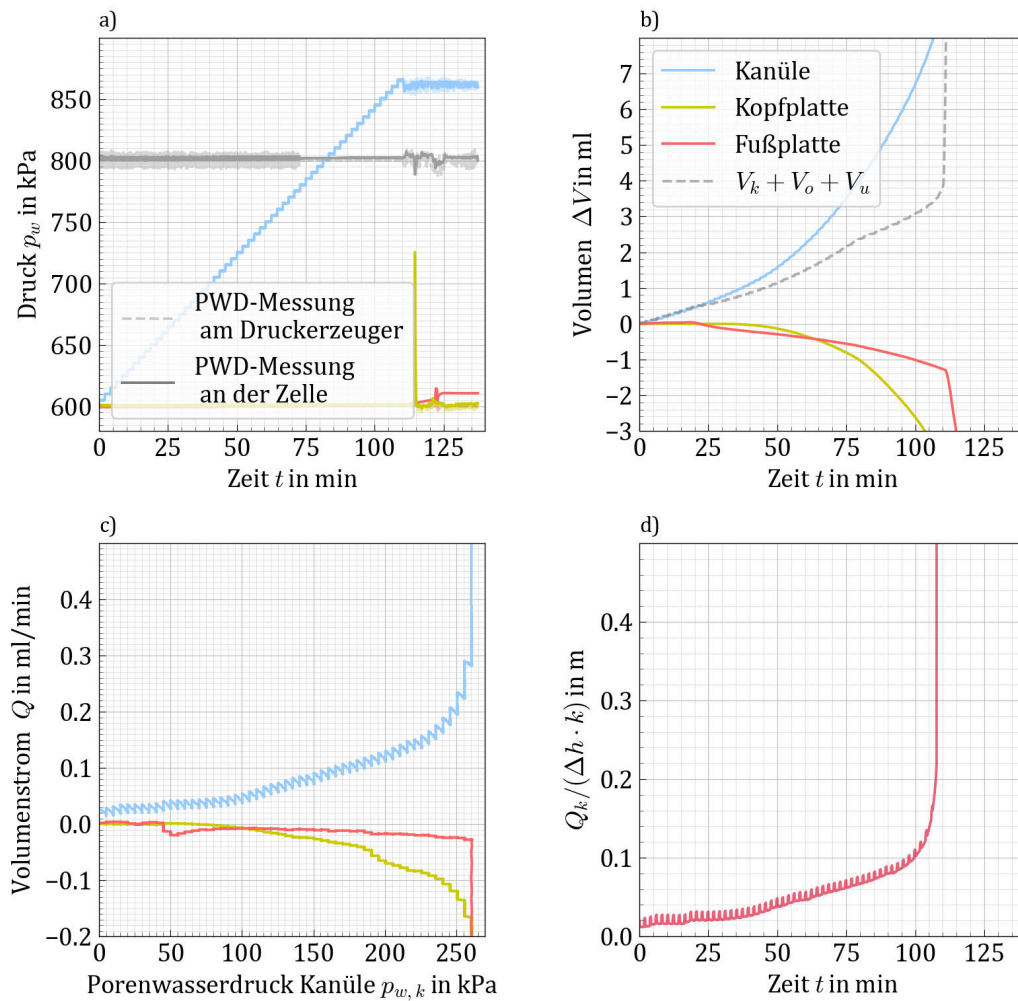 a)
850
800
750
700
650
600
Druck p_w in kPa
PWD-Messung
am Druckerzeuger
PWD-Messung
an der Zelle
0 25 50 75 100 125
Zeit t in min
b)
7
6
5
4
3
2
1
0
−1
−2
−3
Volumen ΔV in ml
Kanüle
Kopfplatte
Fußplatte
V_k + V_o + V_u
0 25 50 75 100 125
Zeit t in min
c)
0.4
0.3
0.2
0.1
0.0
−0.1
−0.2
Volumenstrom Q in ml/min
0 50 100 150 200 250
Porenwasserdruck Kanüle p_{w,k} in kPa
d)
0.4
0.3
0.2
0.1
0.0
Q_k/(Δh · k) in m
0 25 50 75 100 125
Zeit t in min